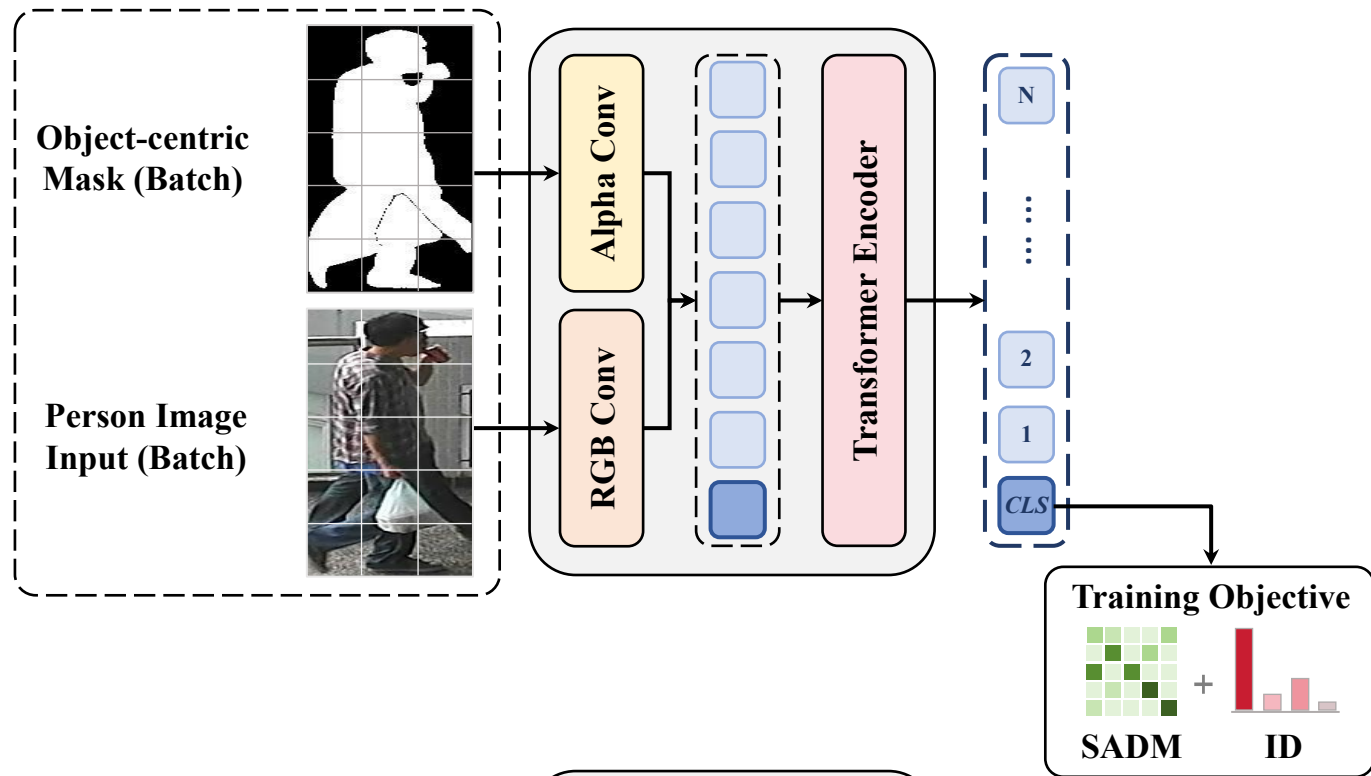 Object-centric
Mask (Batch)
Person Image
Input (Batch)
Alpha Conv
RGB Conv
Transformer Encoder
N
......
2
1
CLS
Training Objective
+
SADM
ID